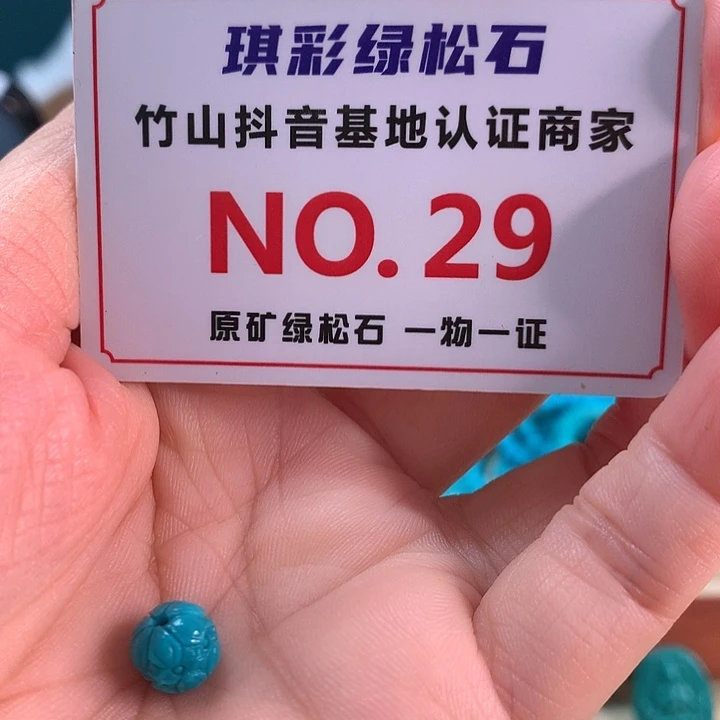 琪彩绿松石
竹山抖音基地认证商家
NO.29
原矿绿松石 一物一证